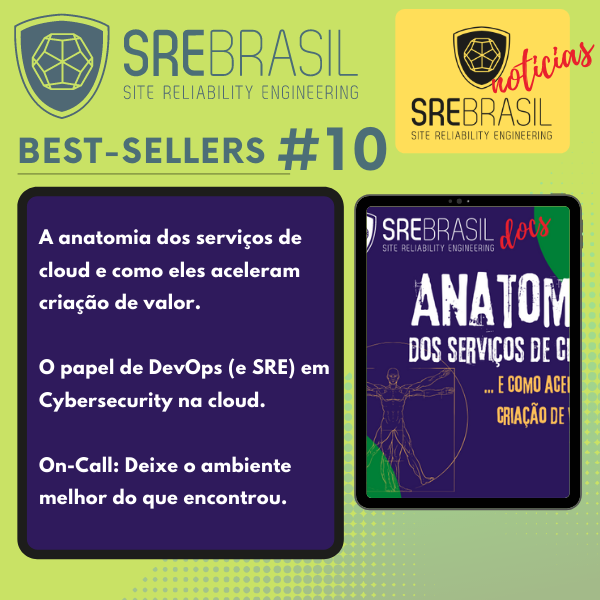 SREBRASIL
SITE RELIABILITY ENGINEERING
notícias
SREBRASIL
SITE RELIABILITY ENGINEERING
BEST-SELLERS #10
A anatomia dos serviços de
cloud e como eles aceleram
criação de valor.
O papel de DevOps (e SRE) em
Cybersecurity na cloud.
On-Call: Deixe o ambiente
melhor do que encontrou.
SREBRASIL docs
SITE RELIABILITY ENGINEERING
ANATOM
DOS SERVIÇOS DE C
... E COMO ACE
CRIAÇÃO DE